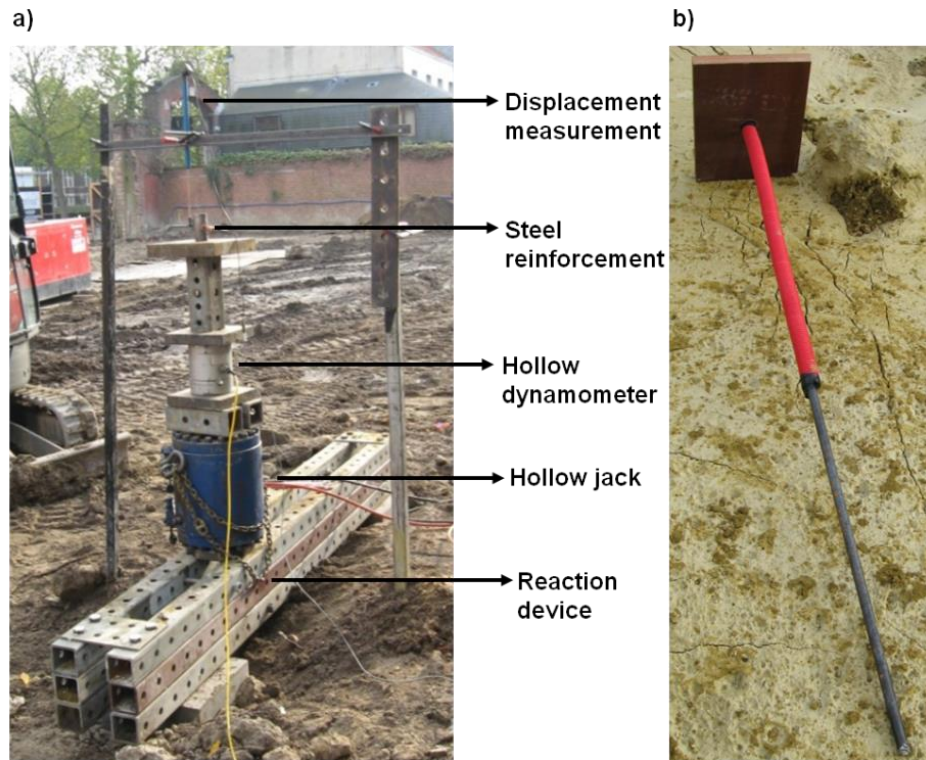 a)
b)
Displacement
measurement
Steel
reinforcement
Hollow
dynamometer
Hollow jack
Reaction
device